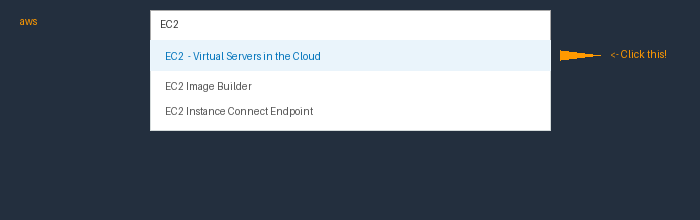 aws
EC2
EC2 - Virtual Servers in the Cloud
<- Click this!
EC2 Image Builder
EC2 Instance Connect Endpoint